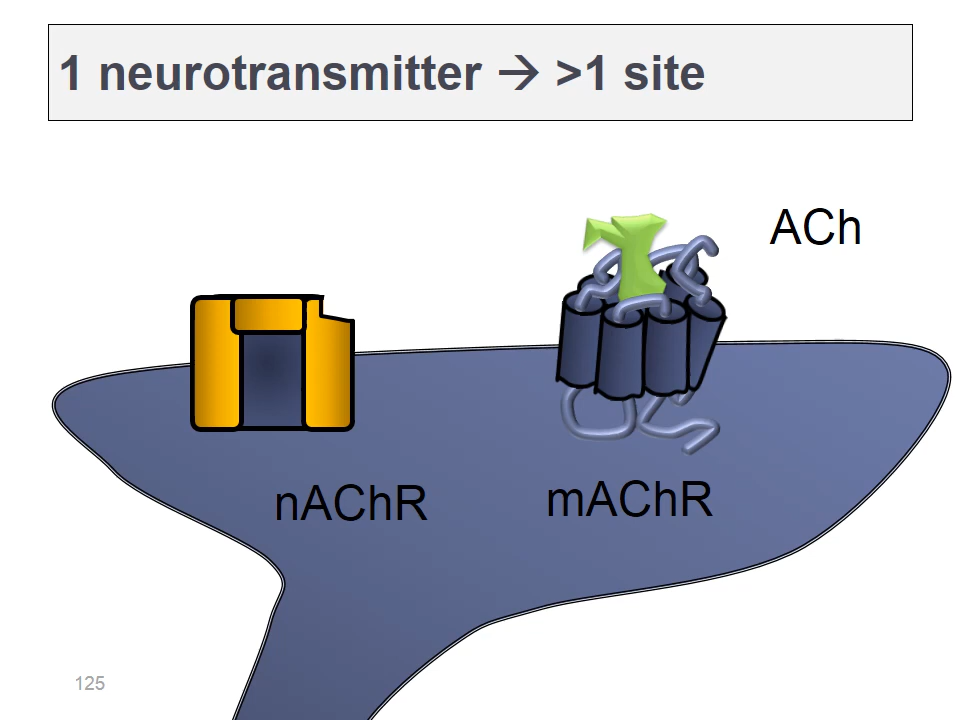 1 neurotransmitter → >1 site
ACh
nAChR
mAChR
125